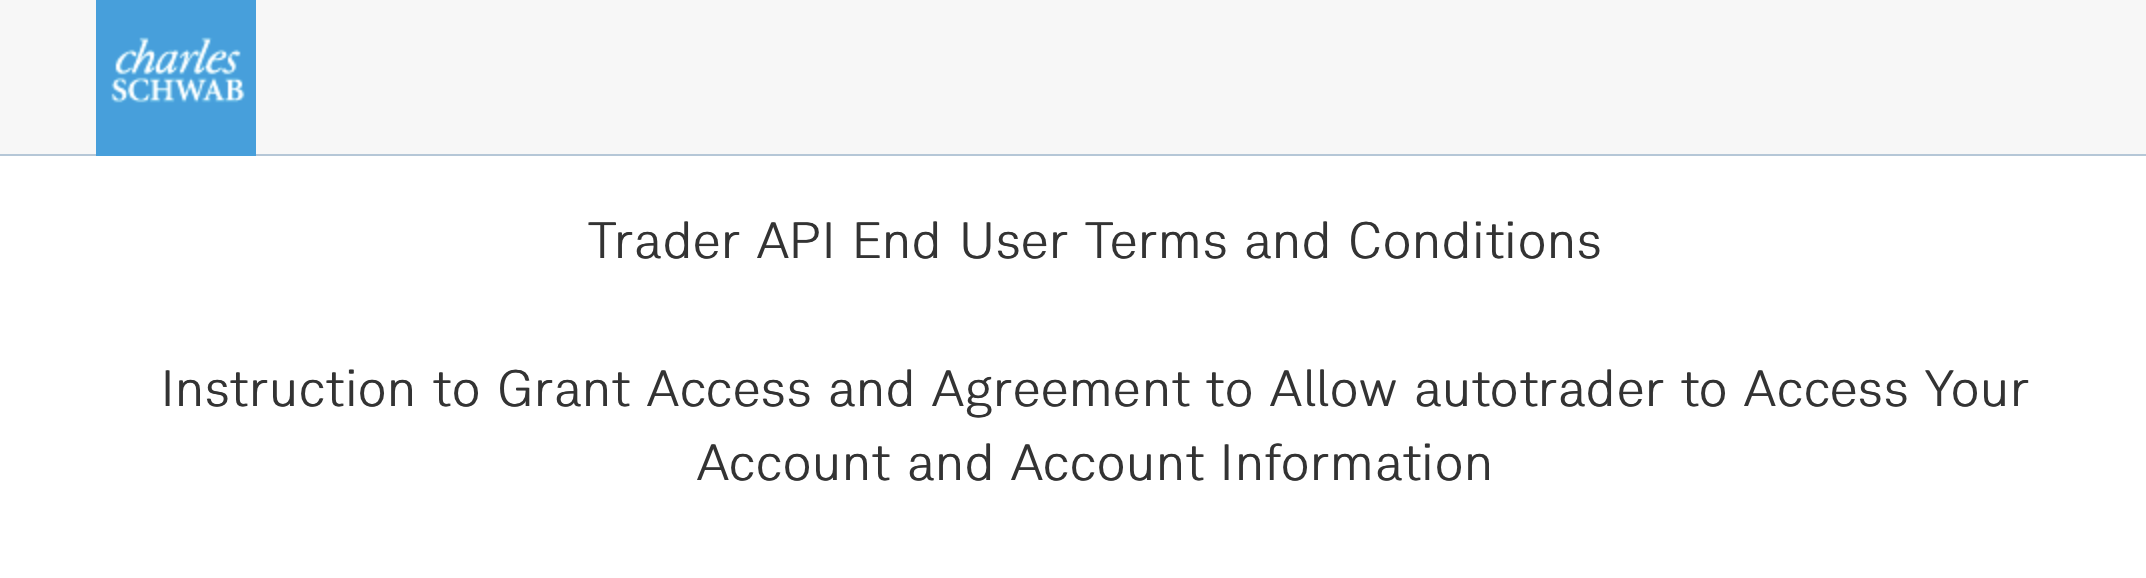 charles
SCHWAB
Trader API End User Terms and Conditions
Instruction to Grant Access and Agreement to Allow autotrader to Access Your
Account and Account Information